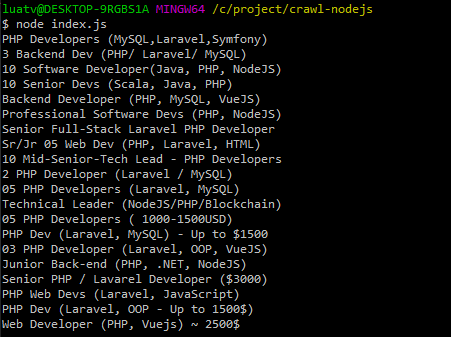 luatv@DESKTOP-9RGBS1A MINGW64 /c/project/crawl-nodejs
$ node index.js
PHP Developers (MySQL,Laravel,Symfony)
3 Backend Dev (PHP/ Laravel/ MySQL)
10 Software Developer(Java, PHP, NodeJS)
10 Senior Devs (Scala, Java, PHP)
Backend Developer (PHP, MySQL, VueJS)
Professional Software Devs (PHP, NodeJS)
Senior Full-Stack Laravel PHP Developer
Sr/Jr 05 Web Dev (PHP, Laravel, HTML)
10 Mid-Senior-Tech Lead - PHP Developers
2 PHP Developer (Laravel / MySQL)
05 PHP Developers (Laravel, MySQL)
Technical Leader (NodeJS/PHP/Blockchain)
05 PHP Developers ( 1000-1500USD)
PHP Dev (Laravel, MySQL) - Up to $1500
03 PHP Developer (Laravel, OOP, VueJS)
Junior Back-end (PHP, .NET, NodeJS)
Senior PHP / Lavarel Developer ($3000)
PHP Web Devs (Laravel, JavaScript)
PHP Dev (Laravel, OOP - Up to 1500$)
Web Developer (PHP, Vuejs) ~ 2500$